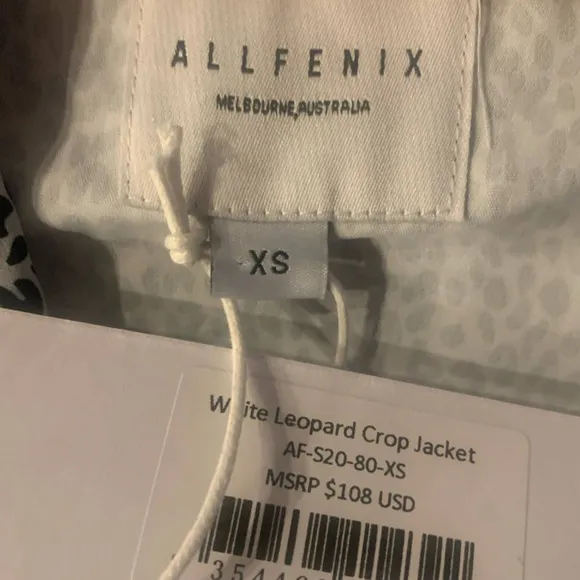 ALLFENIX
MELBOURNE, AUSTRALIA
XS
White Leopard Crop Jacket
AF-S20-80-XS
MSRP $108 USD